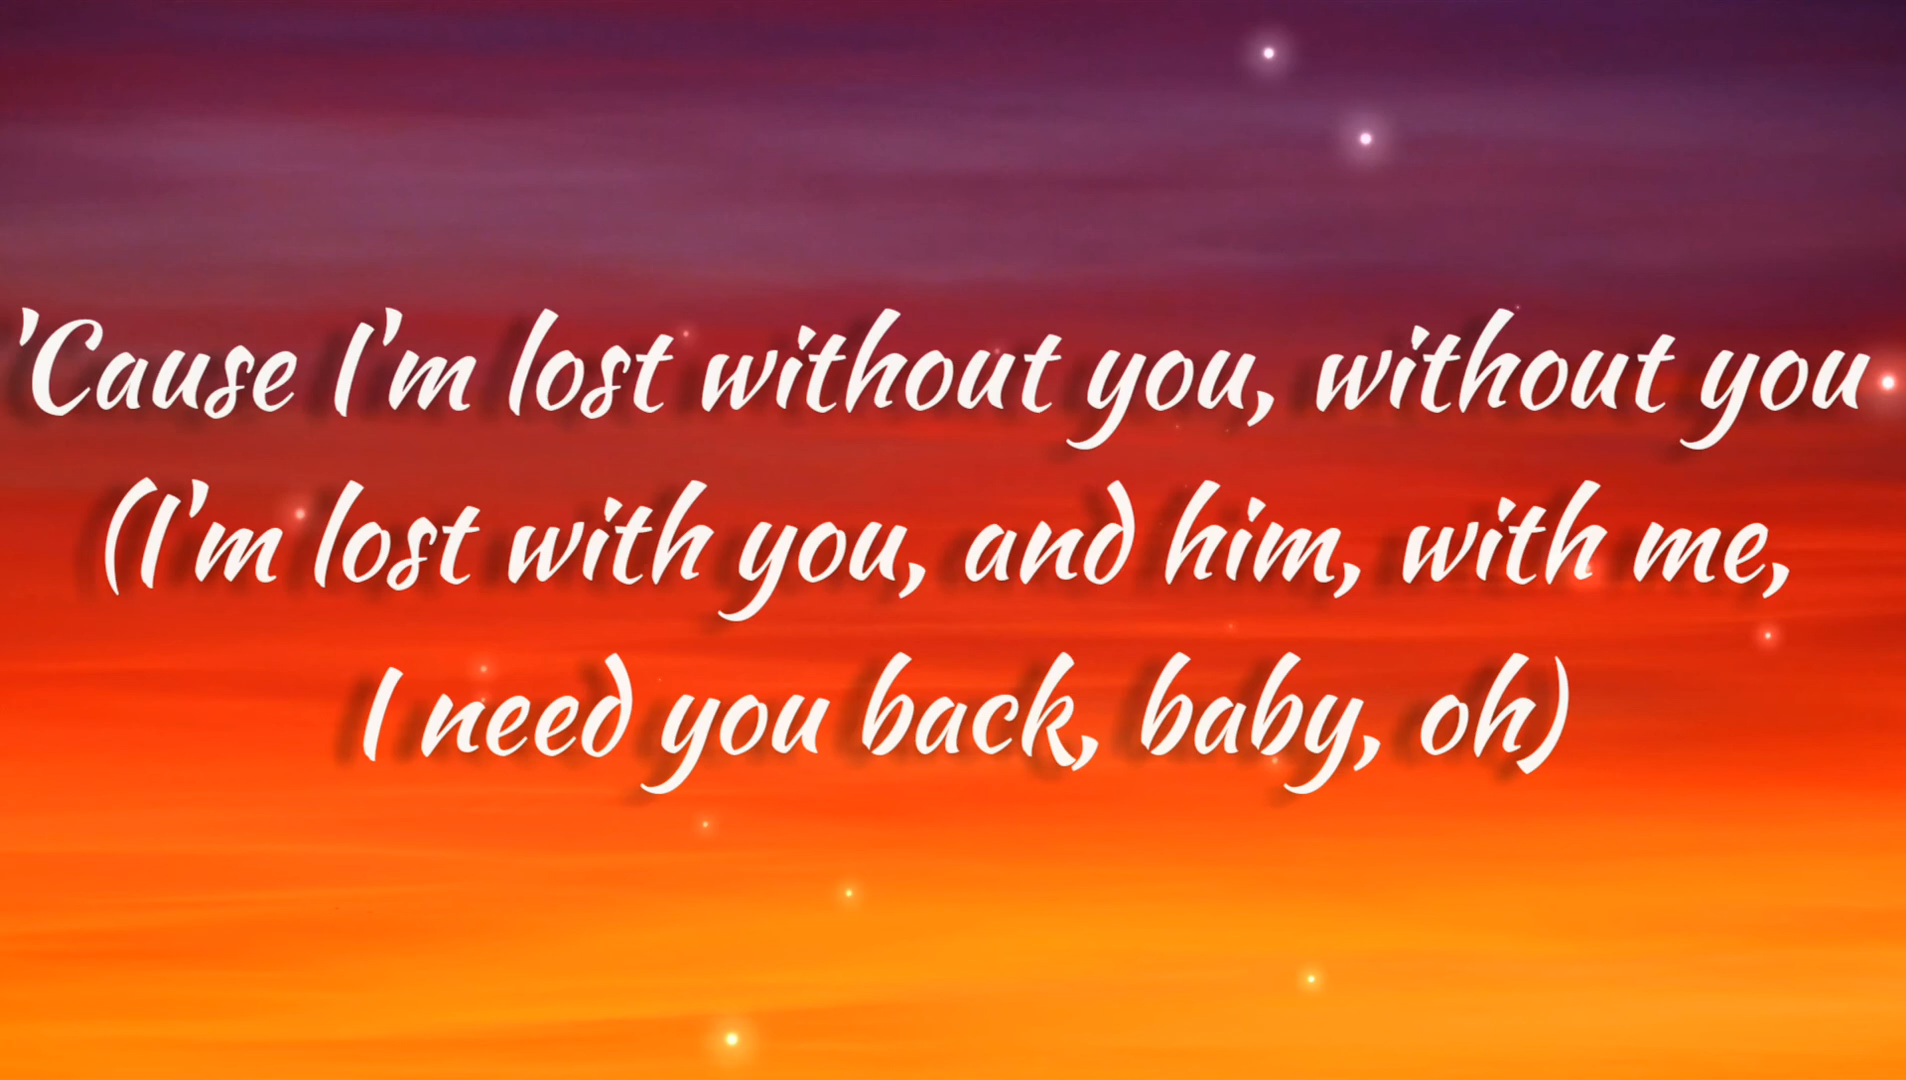 'Cause I'm lost without you, without you
(I'm lost with you, and him, with me,
I need you back, baby, oh)